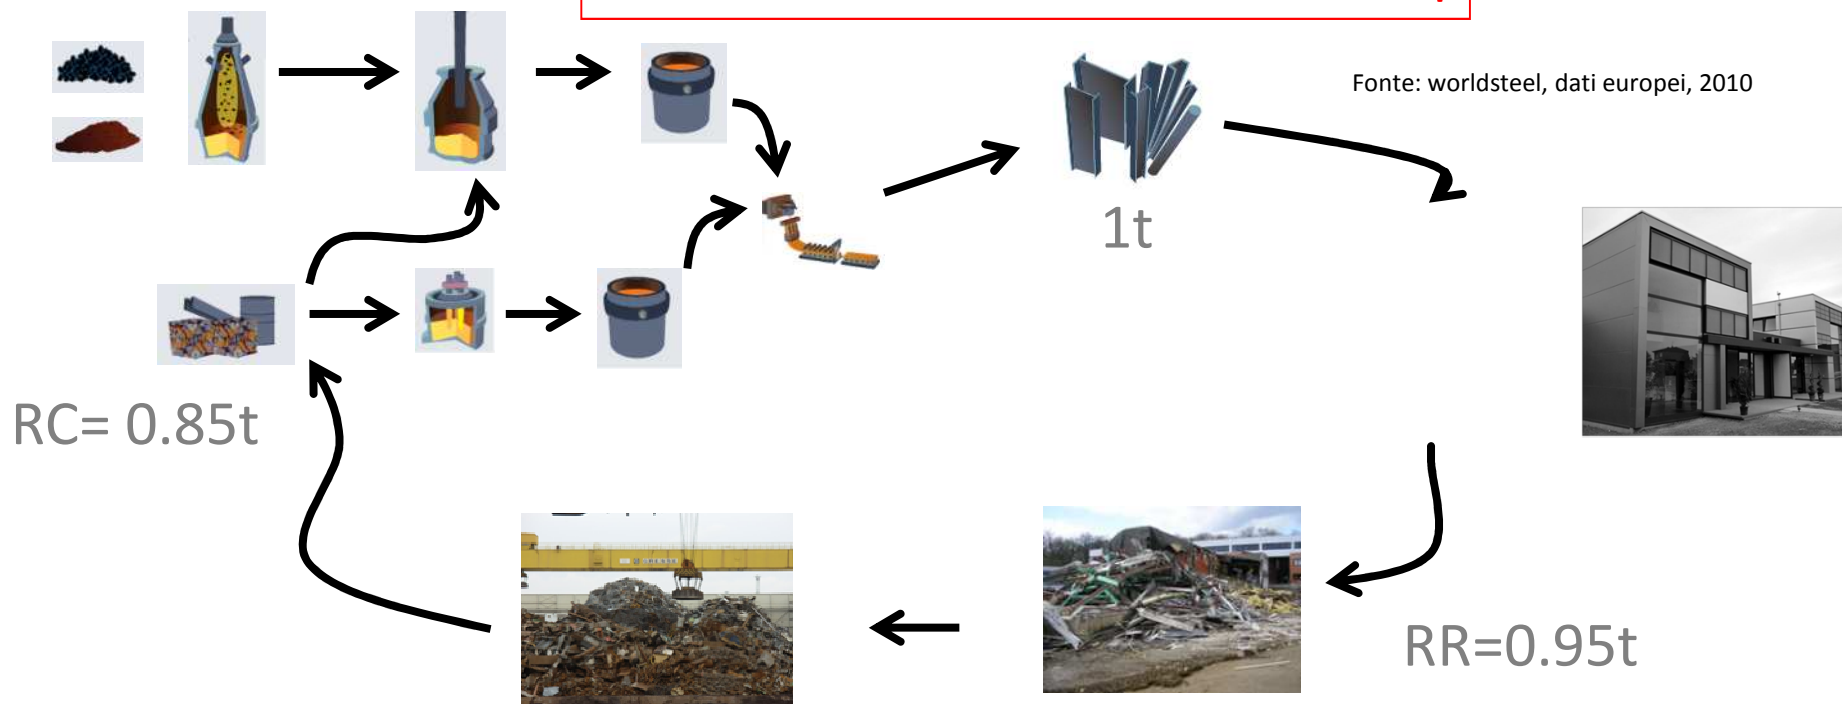 Fonte: worldsteel, dati europei, 2010
1t
RC= 0.85t
RR=0.95t